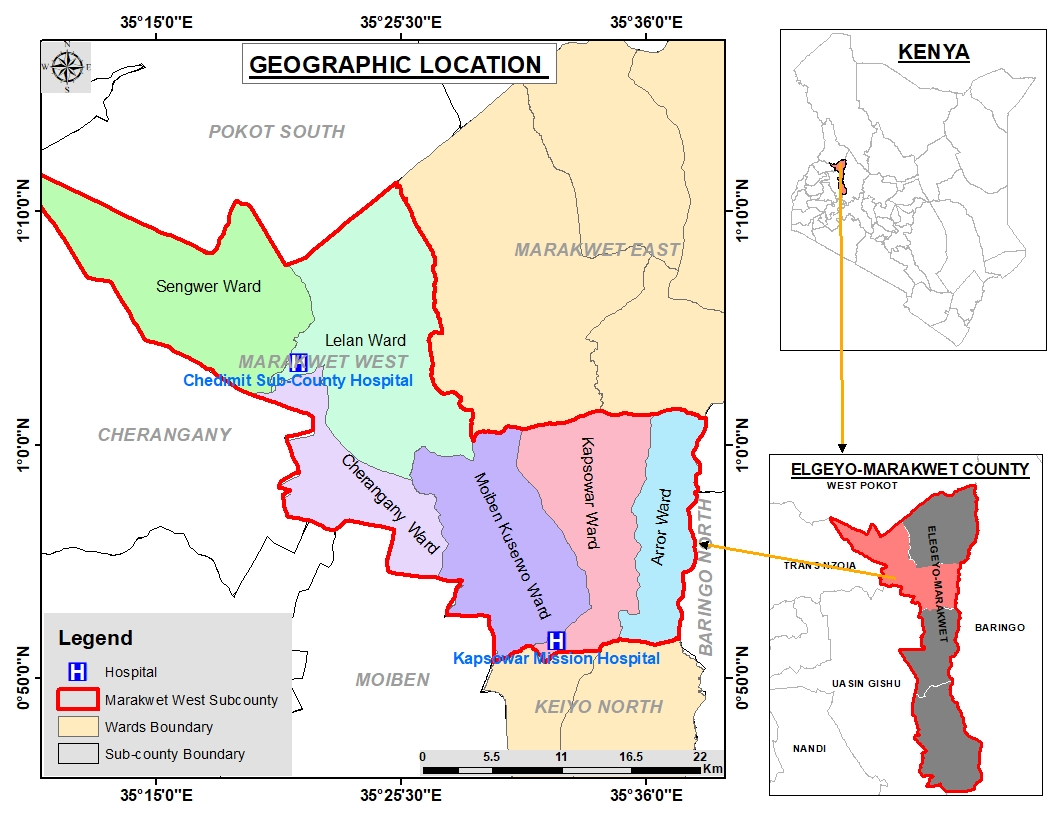 35°15'0"E
35°25'30"E
35°36'0"E
N
W
E
S
GEOGRAPHIC LOCATION
KENYA
POKOT SOUTH
1°10'0"N
1°10'0"N
MARAKWET EAST
Sengwer Ward
Lelan Ward
MARAKWET WEST
H
Chedimit Sub-County Hospital
CHERANGANY
1°0'0"N
1°0'0"N
Cherangany Ward
Moiben Kuserwo Ward
Kapsowar Ward
Arror Ward
BARINGO NORTH
H
Kapsowar Mission Hospital
MOIBEN
KEIYO NORTH
0°50'0"N
0°50'0"N
Legend
H Hospital
Marakwet West Subcounty
Wards Boundary
Sub-county Boundary
0 5.5 11 16.5 22
Km
35°15'0"E
35°25'30"E
35°36'0"E
ELGEYO-MARAKWET COUNTY
WEST POKOT
TRANS NZOIA
ELEGEYO-MARAKWET
BARINGO
UASIN GISHU
NANDI